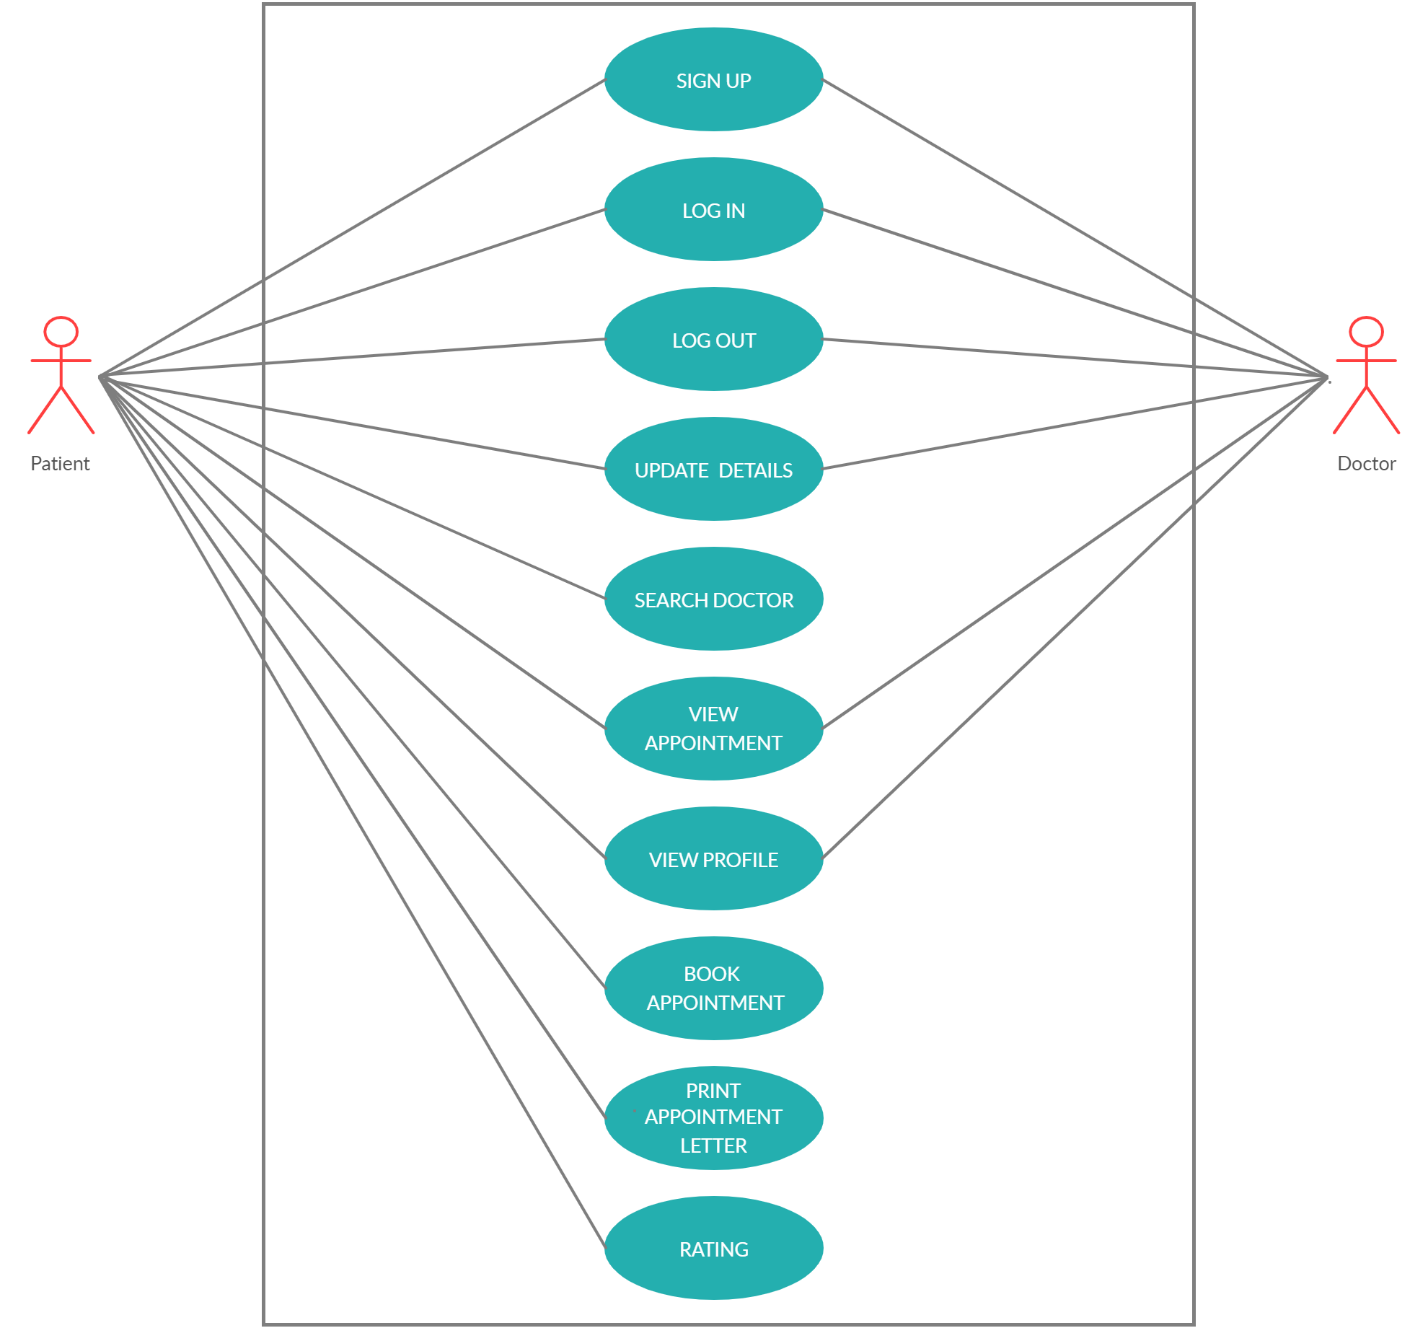 SIGN UP
LOG IN
LOG OUT
Patient
Doctor
UPDATE  DETAILS
SEARCH DOCTOR
VIEW
APPOINTMENT
VIEW PROFILE
BOOK
APPOINTMENT
PRINT
APPOINTMENT
LETTER
RATING